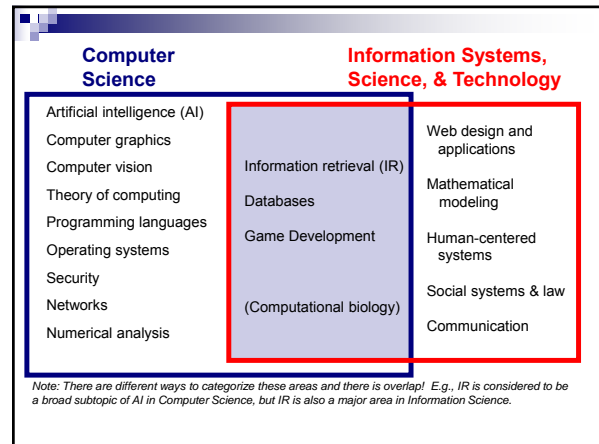 Computer
Science
Information Systems,
Science, & Technology
Artificial intelligence (AI)
Computer graphics
Computer vision
Theory of computing
Programming languages
Operating systems
Security
Networks
Numerical analysis
Information retrieval (IR)
Databases
Game Development
(Computational biology)
Web design and
applications
Mathematical
modeling
Human-centered
systems
Social systems & law
Communication
Note: There are different ways to categorize these areas and there is overlap! E.g., IR is considered to be
a broad subtopic of AI in Computer Science, but IR is also a major area in Information Science.